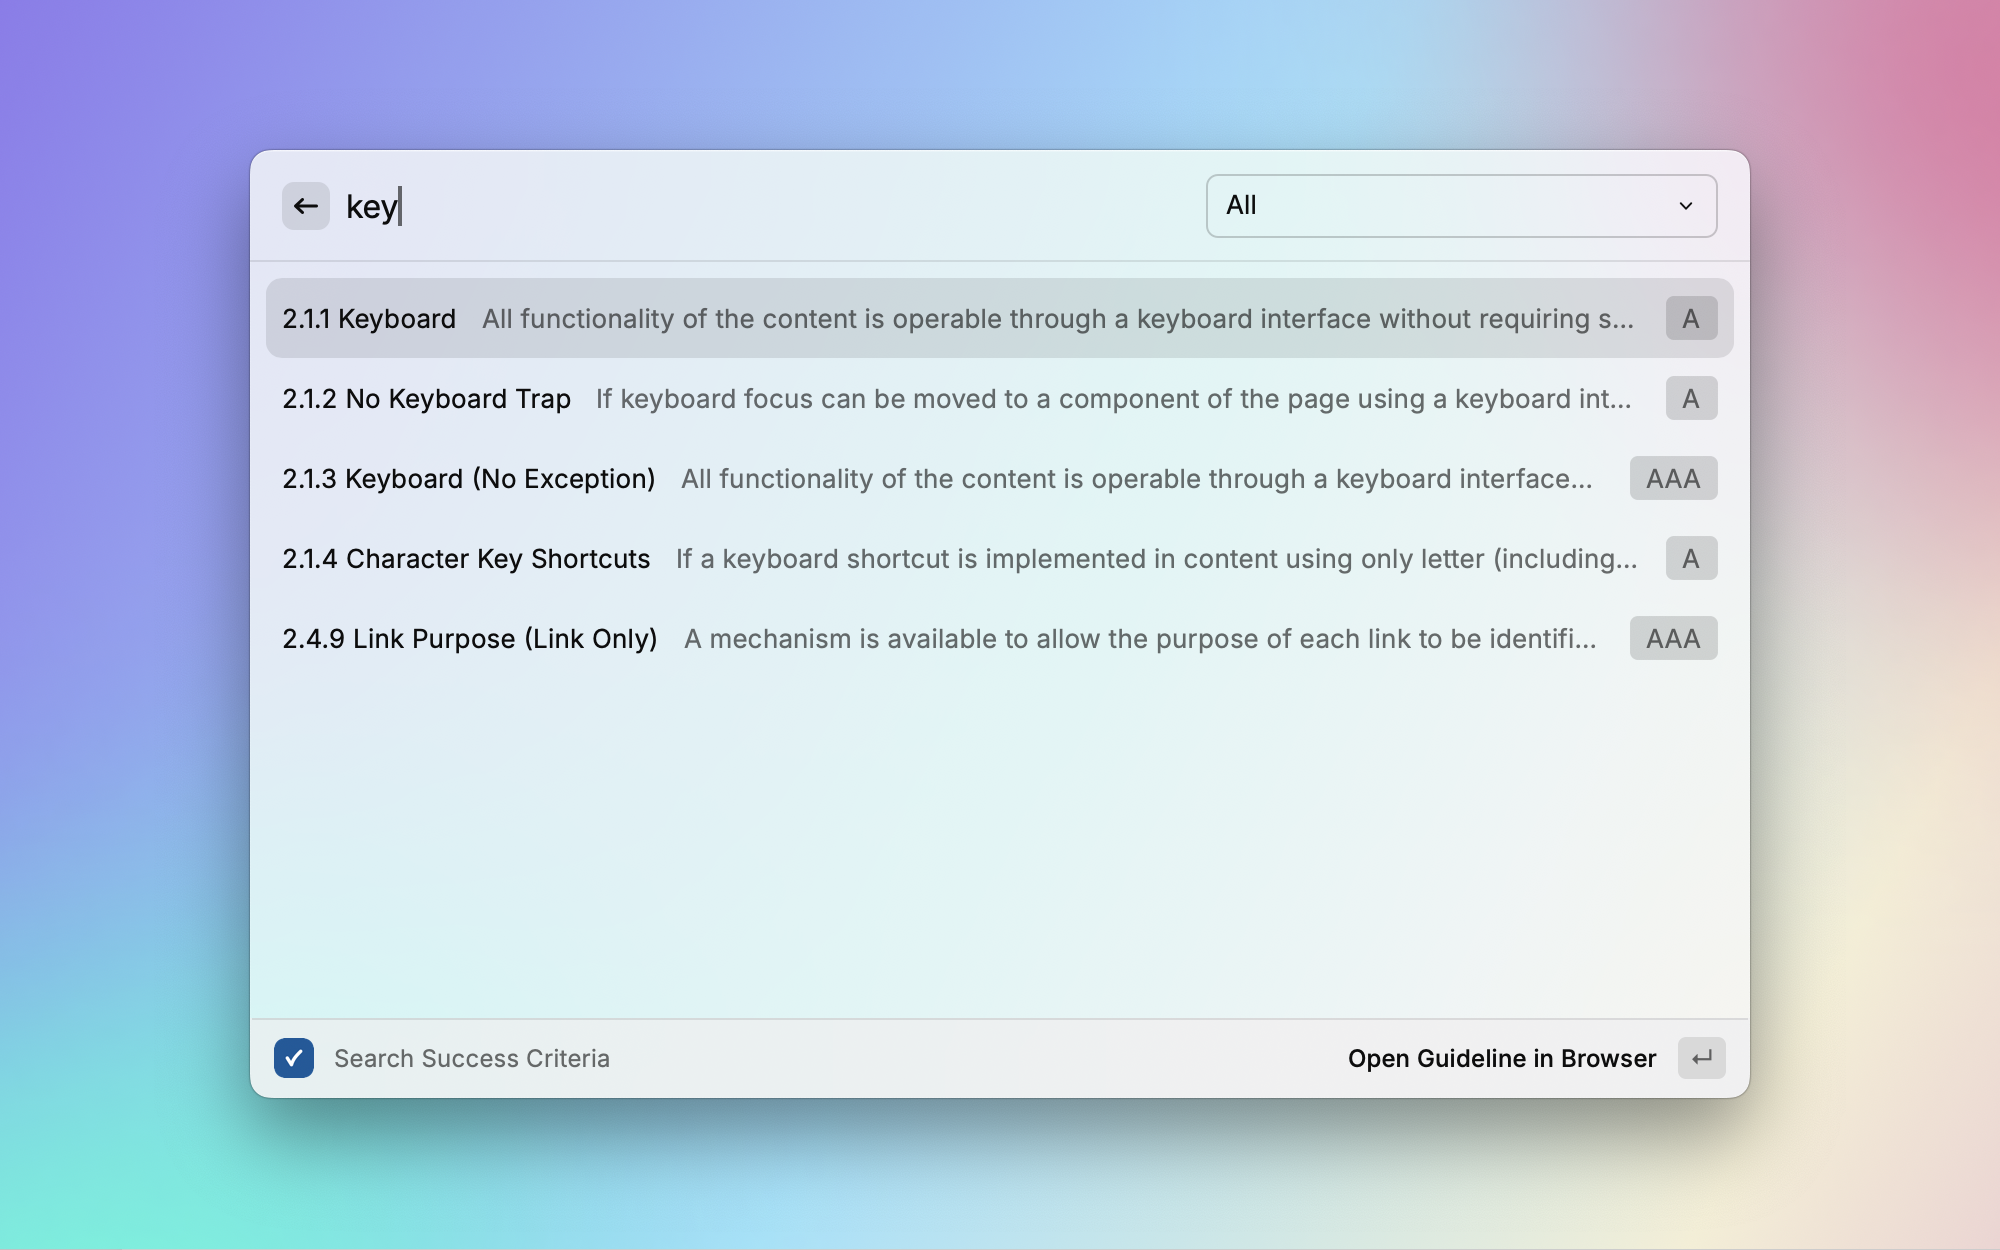 key
All
2.1.1 Keyboard All functionality of the content is operable through a keyboard interface without requiring s... A
2.1.2 No Keyboard Trap If keyboard focus can be moved to a component of the page using a keyboard int... A
2.1.3 Keyboard (No Exception) All functionality of the content is operable through a keyboard interface... AAA
2.1.4 Character Key Shortcuts If a keyboard shortcut is implemented in content using only letter (including... A
2.4.9 Link Purpose (Link Only) A mechanism is available to allow the purpose of each link to be identifi... AAA
Search Success Criteria
Open Guideline in Browser